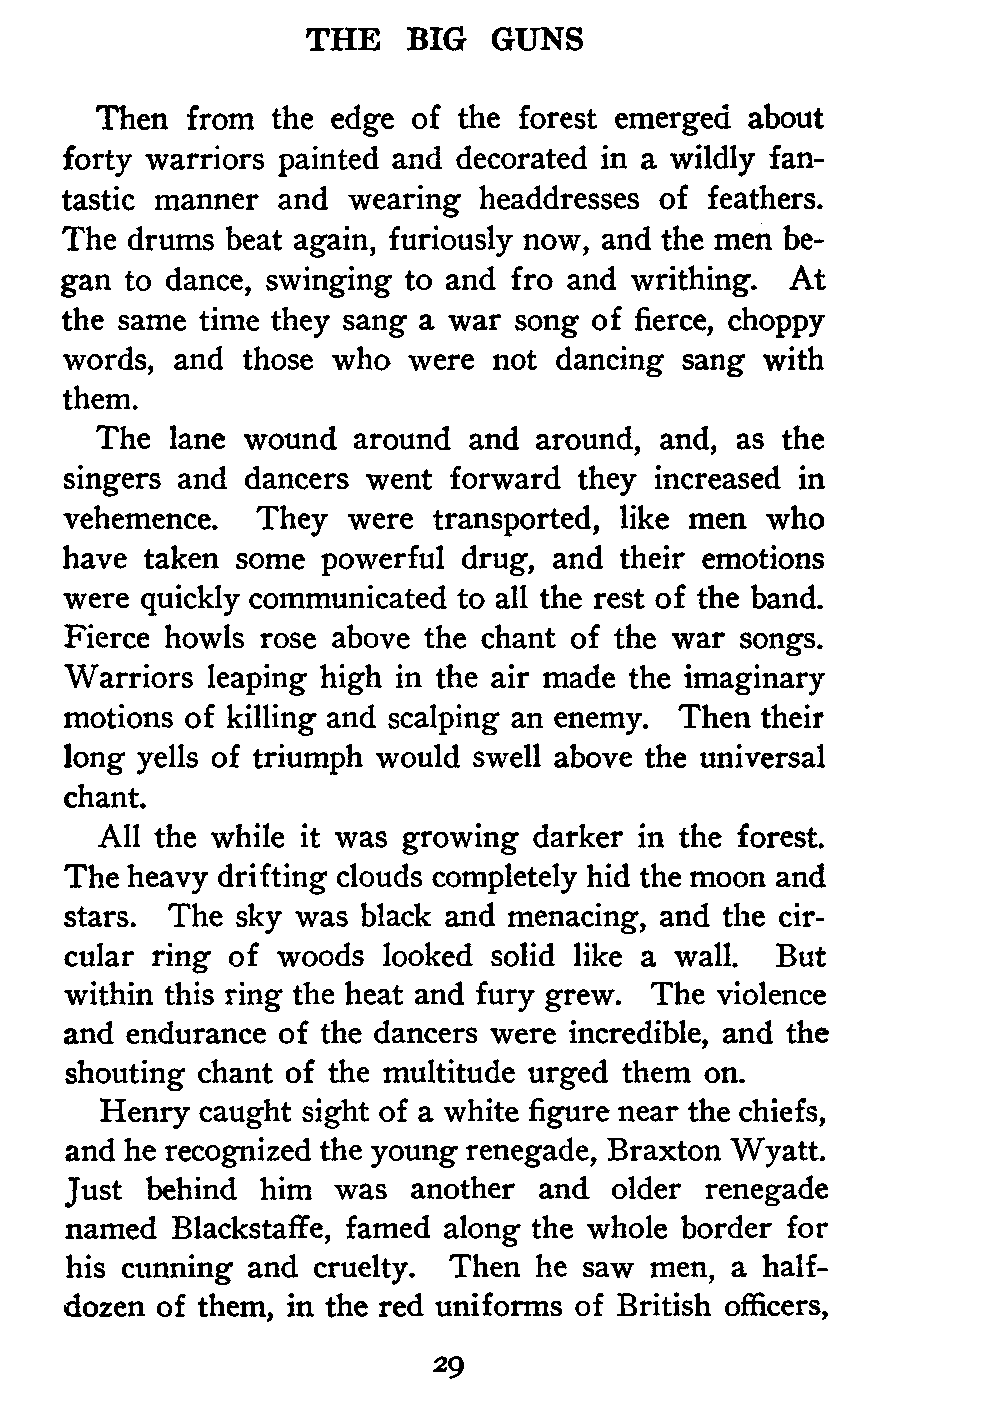 THE BIG GUNS
Then from the edge of the forest emerged about
forty warriors painted and decorated in a wildly fan-
tastic manner and wearing headdresses of feathers.
The drums beat again, furiously now, and the men be-
gan to dance, swinging to and fro and writhing. At
the same time they sang a war song of fierce, choppy
words, and those who were not dancing sang with
them.
The lane wound around and around, and, as the
singers and dancers went forward they increased in
vehemence. They were transported, like men who
have taken some powerful drug, and their emotions
were quickly communicated to all the rest of the band.
Fierce howls rose above the chant of the war songs.
Warriors leaping high in the air made the imaginary
motions of killing and scalping an enemy. Then their
long yells of triumph would swell above the universal
chant.
All the while it was growing darker in the forest.
The heavy drifting clouds completely hid the moon and
stars. The sky was black and menacing, and the cir-
cular ring of woods looked solid like a wall. But
within this ring the heat and fury grew. The violence
and endurance of the dancers were incredible, and the
shouting chant of the multitude urged them on.
Henry caught sight of a white figure near the chiefs,
and he recognized the young renegade, Braxton Wyatt.
Just behind him was another and older renegade
named Blackstaffe, famed along the whole border for
his cunning and cruelty. Then he saw men, a half-
dozen of them, in the red uniforms of British officers,
29